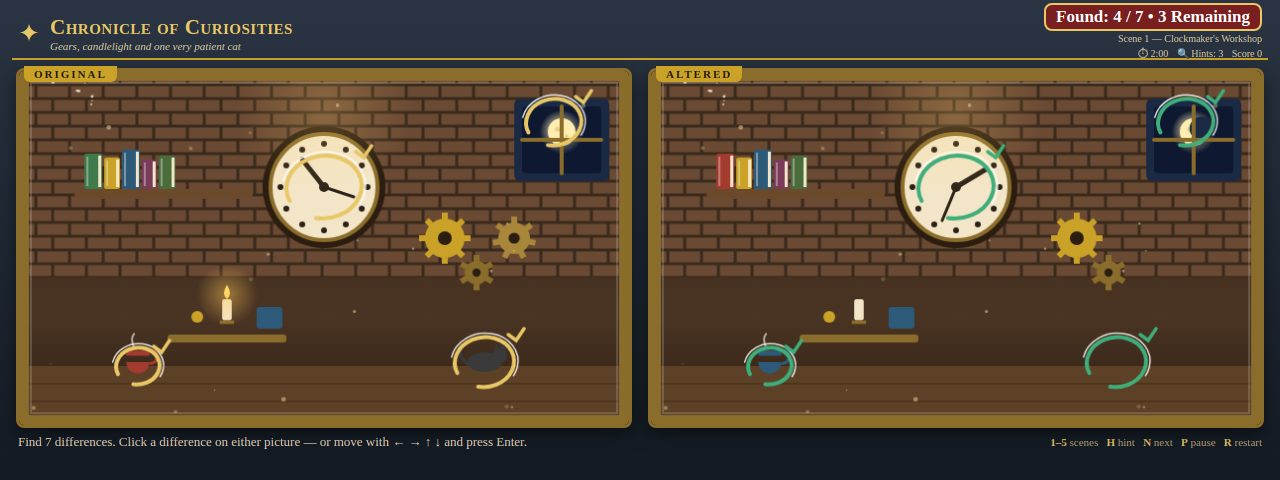 ✦ Chronicle of Curiosities
Gears, candlelight and one very patient cat
Found: 4 / 7 • 3 Remaining
Scene 1 — Clockmaker's Workshop
⏱ 2:00 🔍 Hints: 3 Score 0
ORIGINAL
ALTERED
Find 7 differences. Click a difference on either picture — or move with ← → ↑ ↓ and press Enter.
1–5 scenes H hint N next P pause R restart